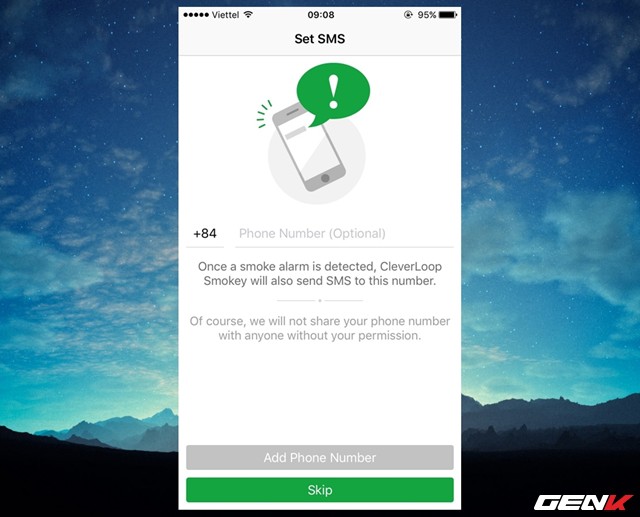 Viettel 09:08 95%
Set SMS
!
+84 Phone Number (Optional)
Once a smoke alarm is detected, CleverLoop
Smokey will also send SMS to this number.
Of course, we will not share your phone number
with anyone without your permission.
Add Phone Number
Skip
GENK